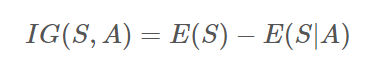 IG(S, A) = E(S) − E(S|A)